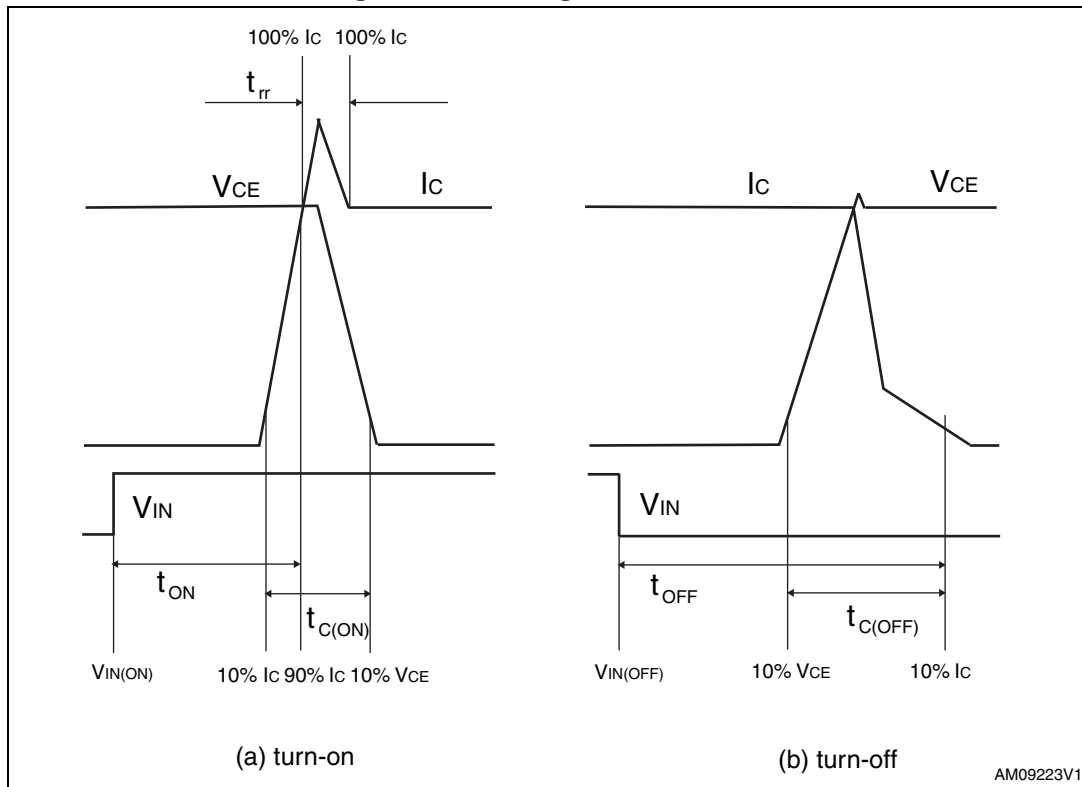 100% IC 100% IC
trr
VCE IC
VIN
tON
tC(ON)
VIN(ON) 10% IC 90% IC 10% VCE
(a) turn-on
IC VCE
VIN
tOFF
tC(OFF)
VIN(OFF) 10% VCE 10% IC
(b) turn-off
AM09223V1